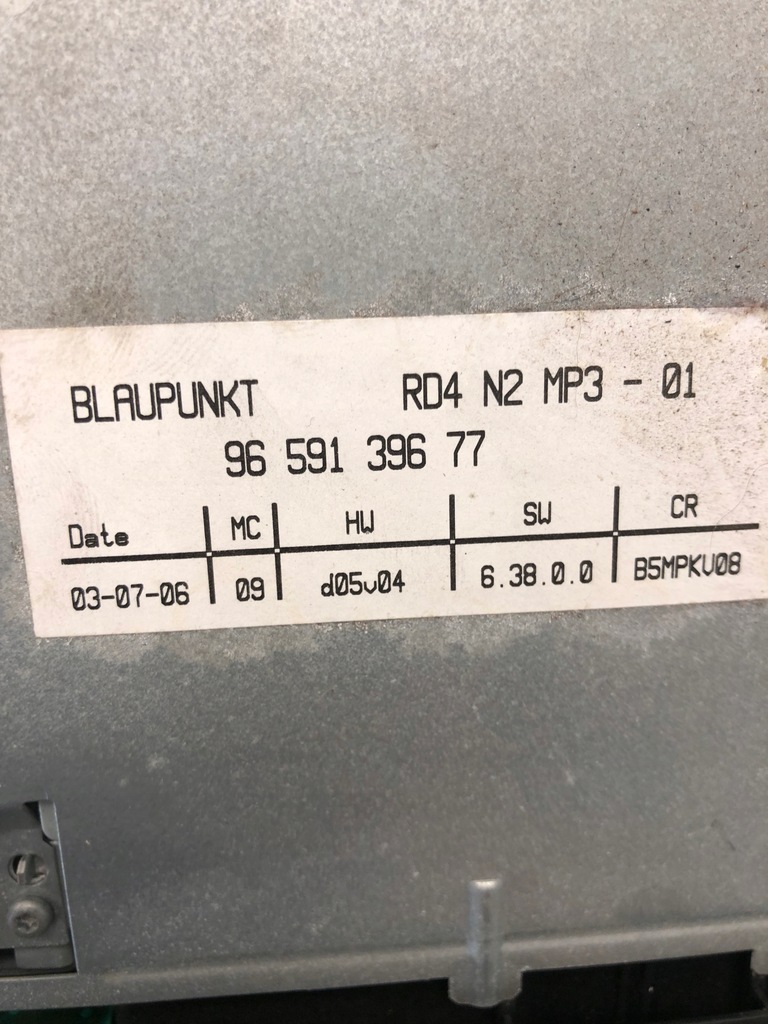 BLAUPUNKT RD4 N2 MP3 - 01
96 591 396 77
Date MC HW SW CR
03-07-06 09 d05v04 6.38.0.0 B5MPKV08